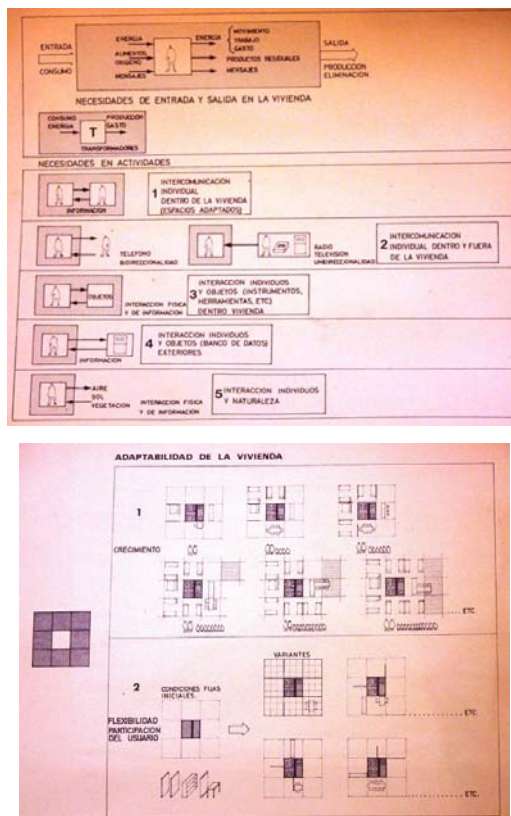 ENTRADA
CONSUMO
ENERGIA
ALIMENTOS
OXIGENO
MENSAJES
ENERGIA
MOVIMIENTO
TRABAJO
GASTO
PRODUCTOS RESIDUALES
MENSAJES
SALIDA
PRODUCCION
ELIMINACION
NECESIDADES DE ENTRADA Y SALIDA EN LA VIVIENDA
CONSUMO
ENERGIA
T
PRODUCCION
GASTO
TRANSFORMADORES
NECESIDADES EN ACTIVIDADES
INFORMACION
1 INTERCOMUNICACION
INDIVIDUAL
DENTRO DE LA VIVIENDA
(ESPACIOS ADAPTADOS)
TELEFONO
BIDIRECCIONALIDAD
RADIO
TELEVISION
UNIDIRECCIONALIDAD
2 INTERCOMUNICACION
INDIVIDUAL DENTRO Y FUERA
DE LA VIVIENDA
OBJETOS
INTERACCION FISICA
Y DE INFORMACION
3 INTERACCION INDIVIDUOS
Y OBJETOS (INSTRUMENTOS,
HERRAMIENTAS, ETC)
DENTRO VIVIENDA
INFORMACION
4 INTERACCION INDIVIDUOS
Y OBJETOS (BANCO DE DATOS)
EXTERIORES
AIRE
SOL
VEGETACION
INTERACCION FISICA
Y DE INFORMACION
5 INTERACCION INDIVIDUOS
Y NATURALEZA
ADAPTABILIDAD DE LA VIVIENDA
1
CRECIMIENTO
.... ETC.
2
CONDICIONES FIJAS
INICIALES.
VARIANTES
FLEXIBILIDAD
PARTICIPACION
DEL USUARIO
........ ETC.
........ ETC.